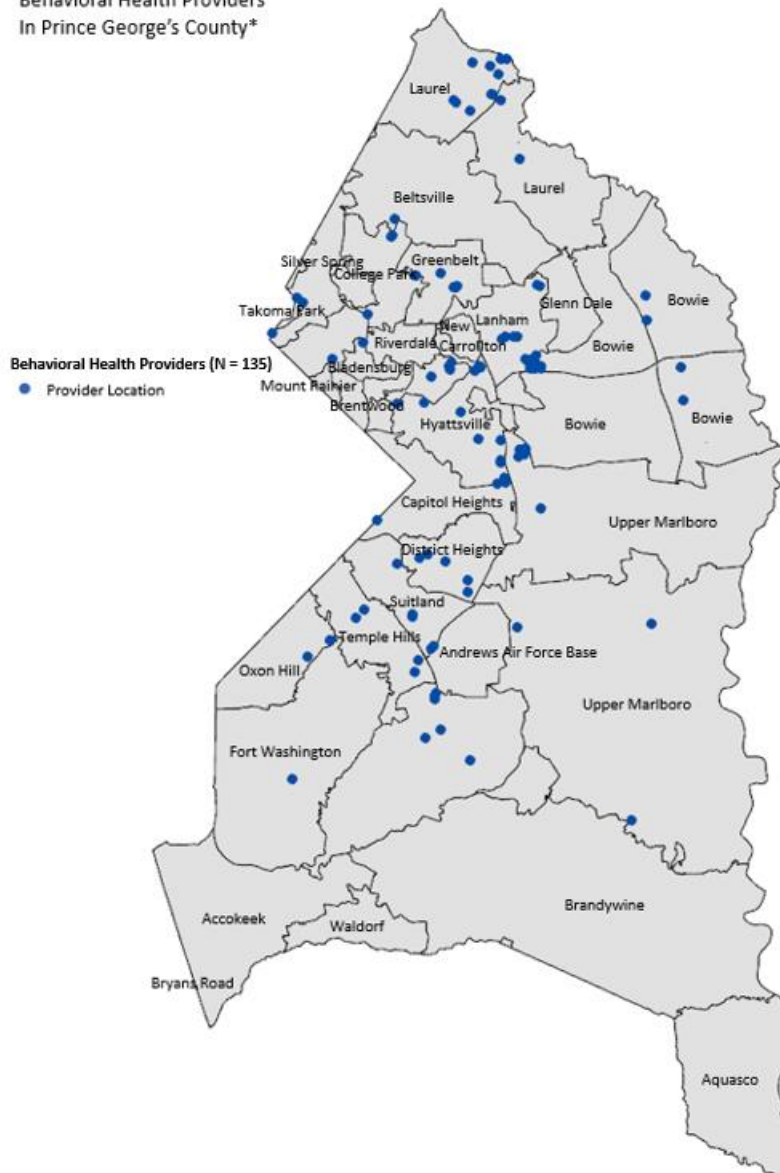 Behavioral Health Providers
In Prince George's County*
Laurel
Laurel
Beltsville
Silver Spring
College Park
Greenbelt
Takoma Park
Glenn Dale
Bowie
Lanham
New
Carrollton
Riverdale
Bowie
Behavioral Health Providers (N = 135)
Provider Location
Bladensburg
Mount Rainier
Brentwood
Hyattsville
Bowie
Bowie
Capitol Heights
Upper Marlboro
District Heights
Suitland
Temple Hills
Andrews Air Force Base
Oxon Hill
Upper Marlboro
Fort Washington
Brandywine
Accokeek
Waldorf
Bryans Road
Aquasco